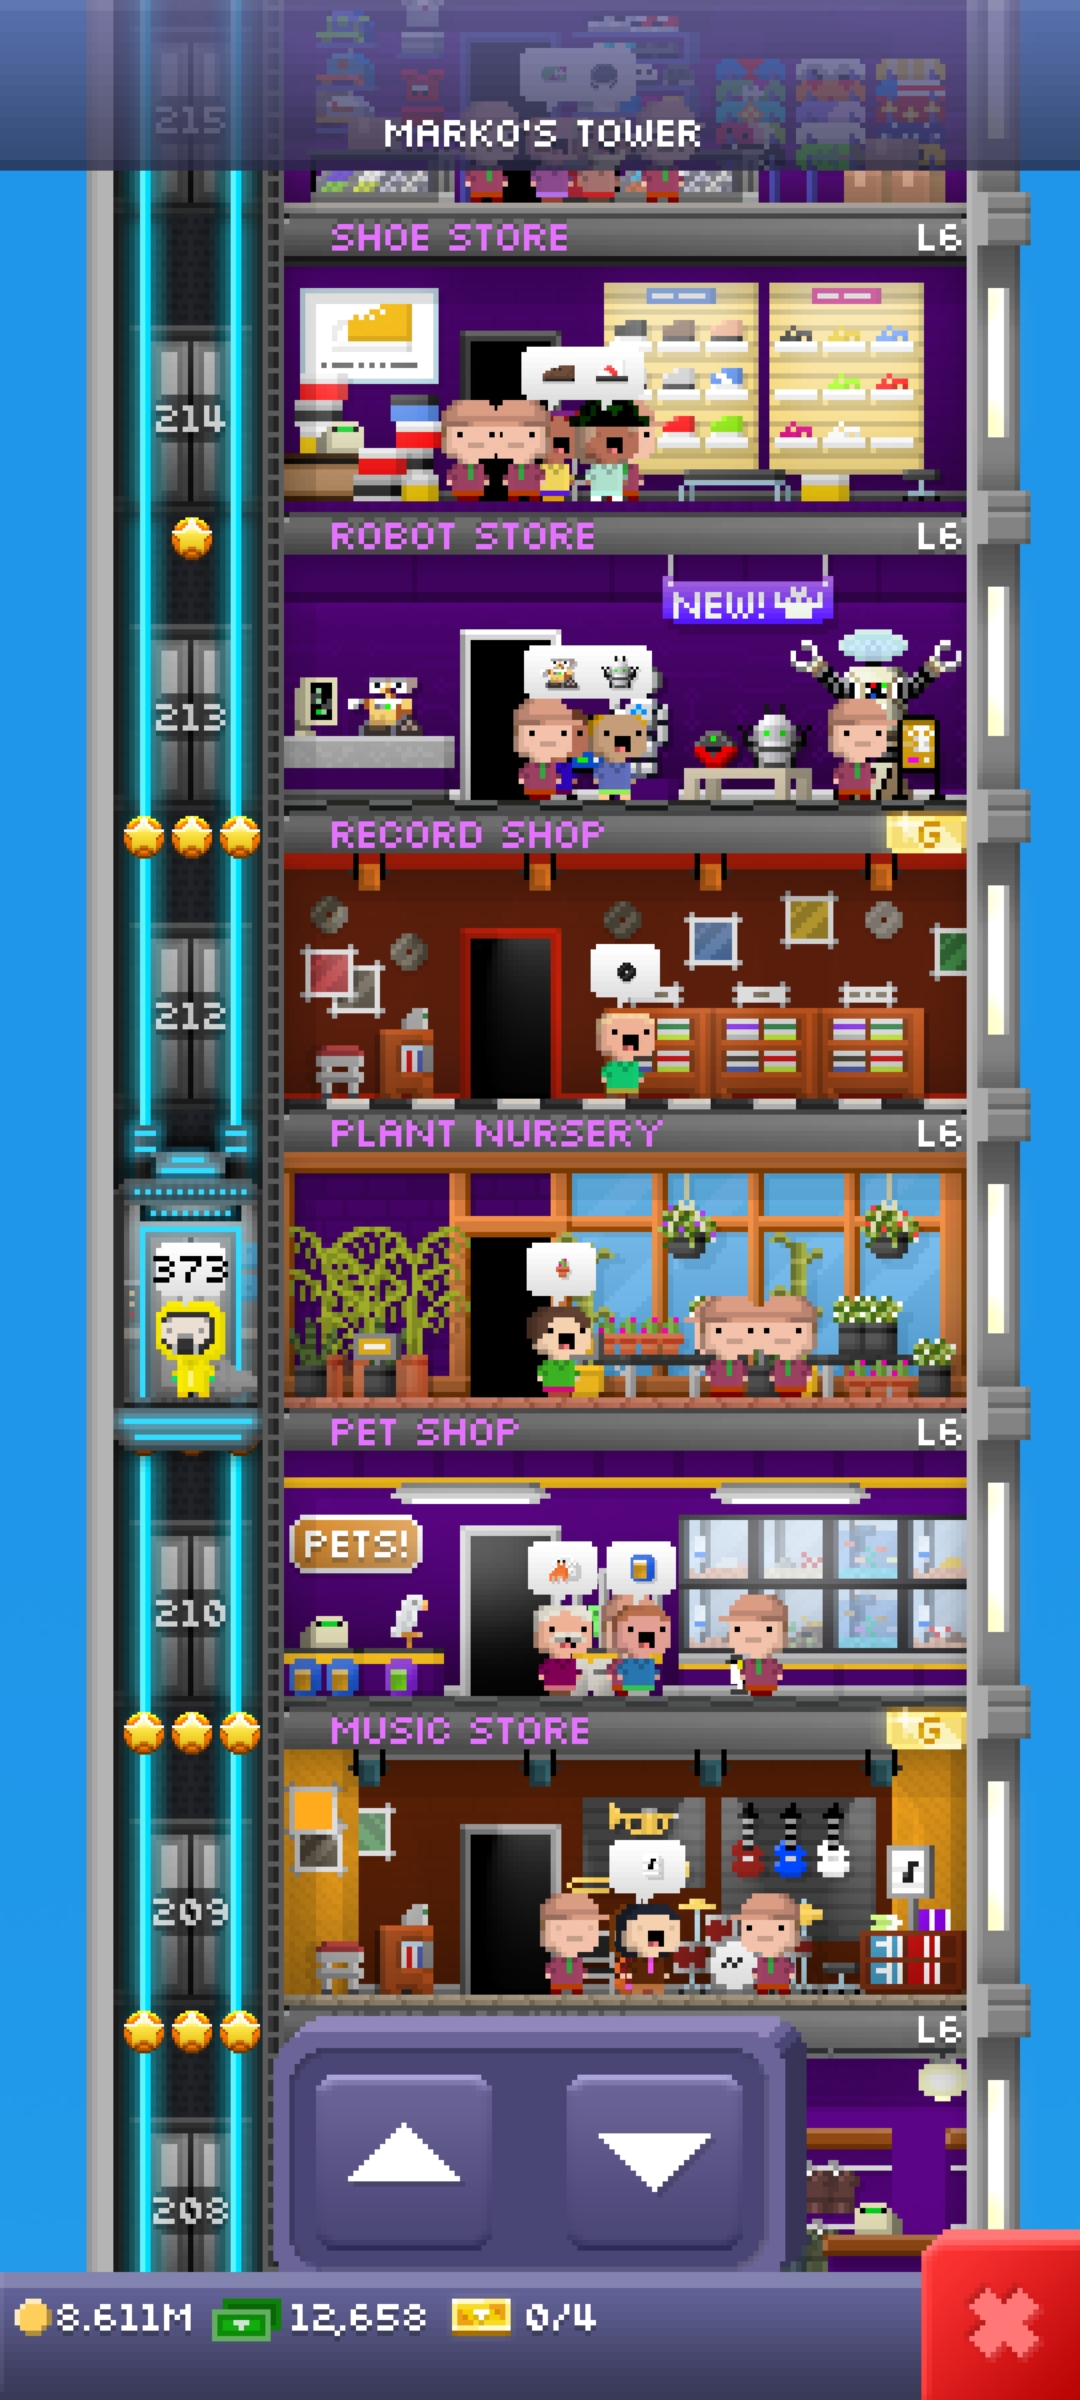 215
MARKO'S TOWER
SHOE STORE L6
214
ROBOT STORE L6
NEW!
213
RECORD SHOP G
212
PLANT NURSERY L6
373
PET SHOP L6
PETS!
210
MUSIC STORE G
209
L6
208
8.611M 12,658 0/4